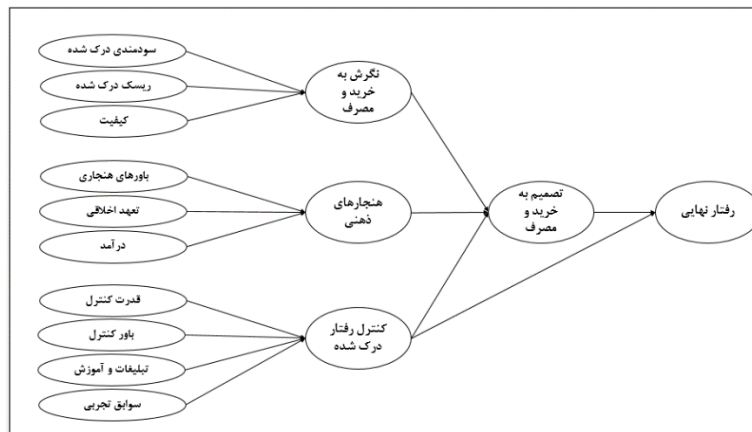 سودمندی درک شده
ریسک درک شده
کیفیت
نگرش به
خرید و
مصرف
باورهای هنجاری
تعهد اخلاقی
درآمد
هنجارهای
ذهنی
تصمیم به
خرید و
مصرف
رفتار نهایی
قدرت کنترل
باور کنترل
تبلیغات و آموزش
سوابق تجربی
کنترل رفتار
درک شده